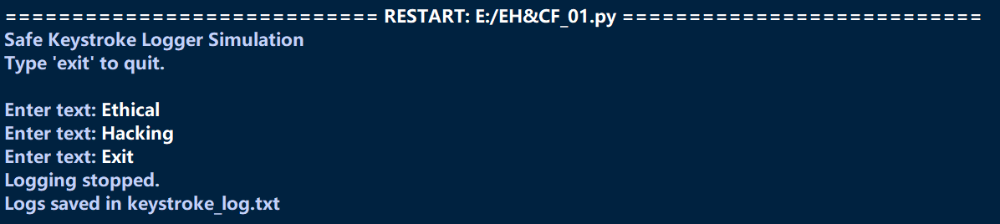 ============================ RESTART: E:/EH&CF_01.py ===========================
Safe Keystroke Logger Simulation
Type 'exit' to quit.
Enter text: Ethical
Enter text: Hacking
Enter text: Exit
Logging stopped.
Logs saved in keystroke_log.txt